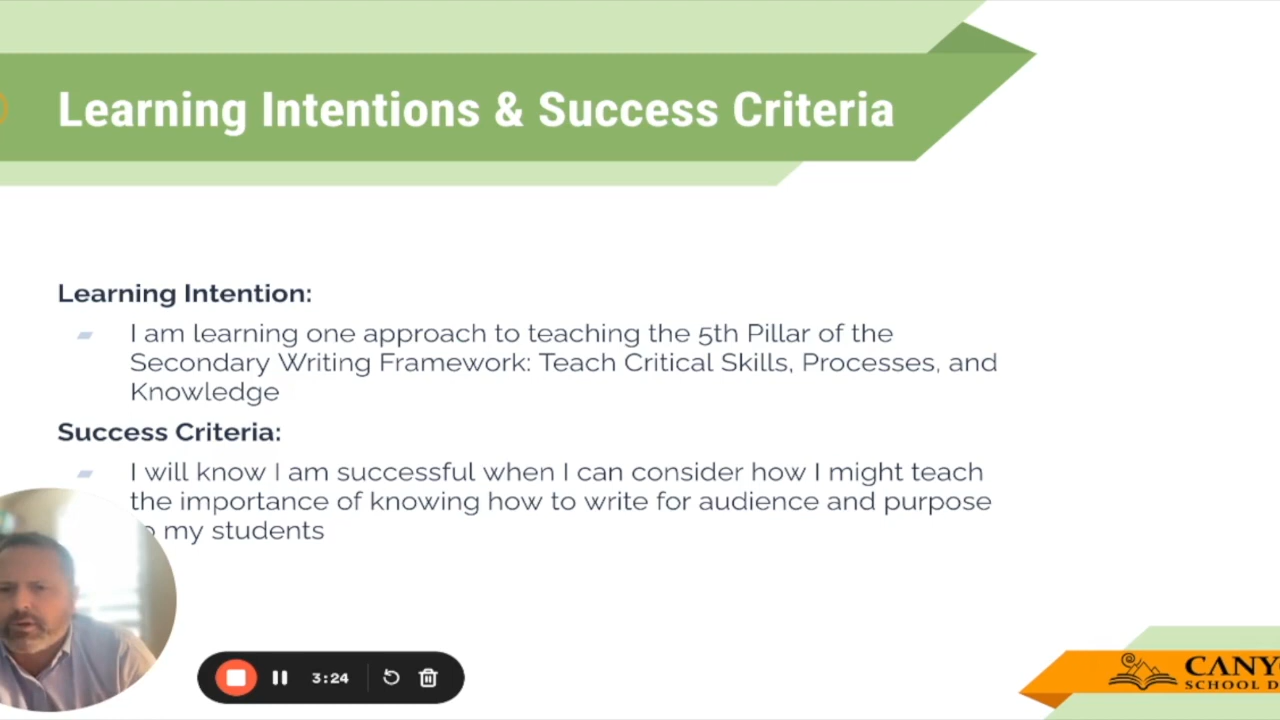 Learning Intentions & Success Criteria
Learning Intention:
I am learning one approach to teaching the 5th Pillar of the
Secondary Writing Framework: Teach Critical Skills, Processes, and
Knowledge
Success Criteria:
I will know I am successful when I can consider how I might teach
the importance of knowing how to write for audience and purpose
my students
3:24
SCHOOL